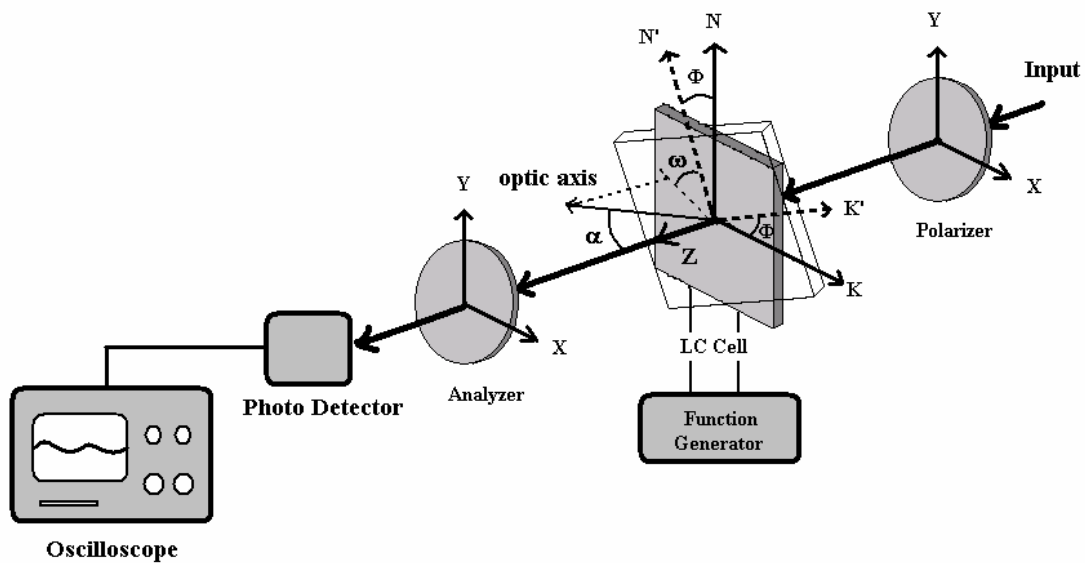 N
N'
Φ
Y
Input
ω
optic axis
X
K'
Φ
Polarizer
Y
α
Z
K
X
LC Cell
Analyzer
Photo Detector
Function
Generator
Oscilloscope